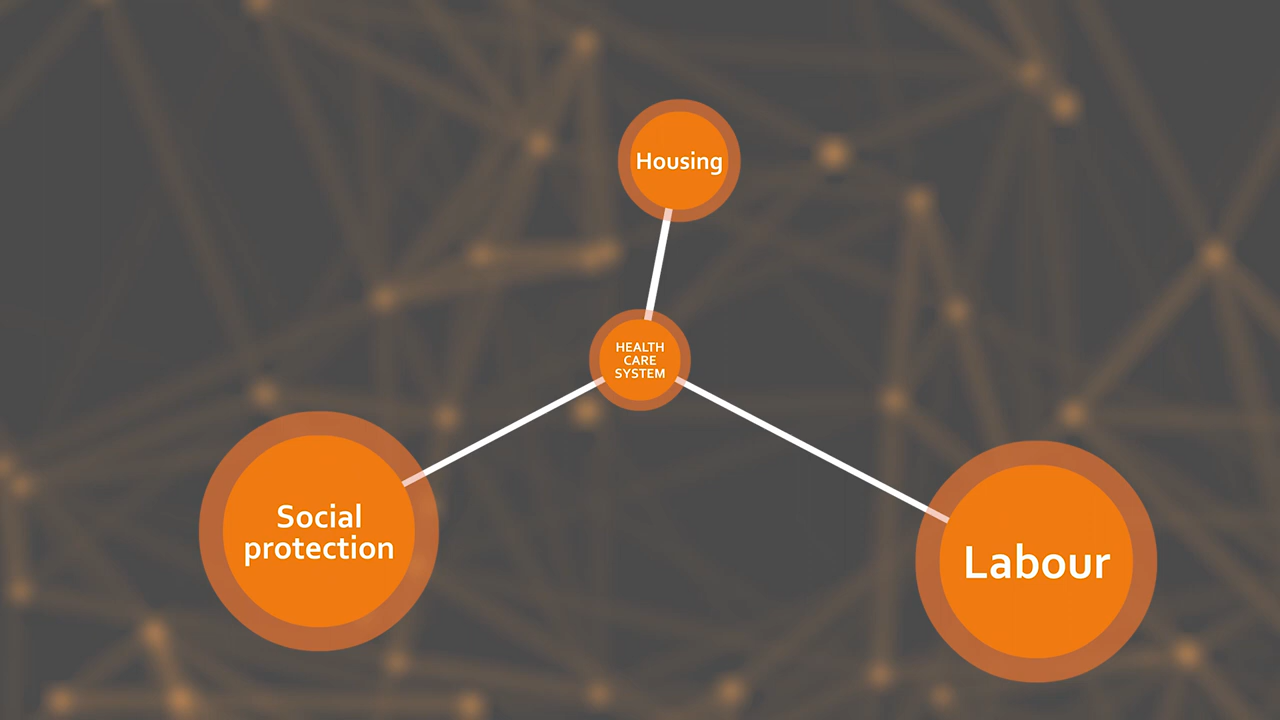 Housing
HEALTH
CARE
SYSTEM
Social
protection
Labour